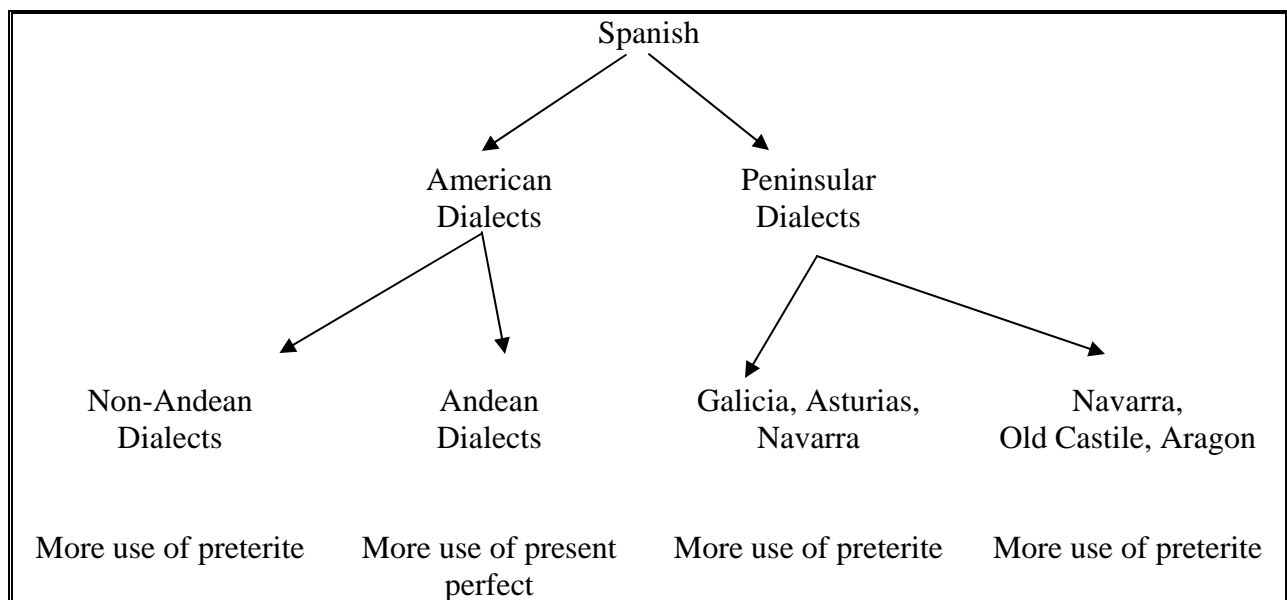 Spanish
American
Dialects
Peninsular
Dialects
Non-Andean
Dialects
Andean
Dialects
Galicia, Asturias,
Navarra
Navarra,
Old Castile, Aragon
More use of preterite
More use of present
perfect
More use of preterite
More use of preterite